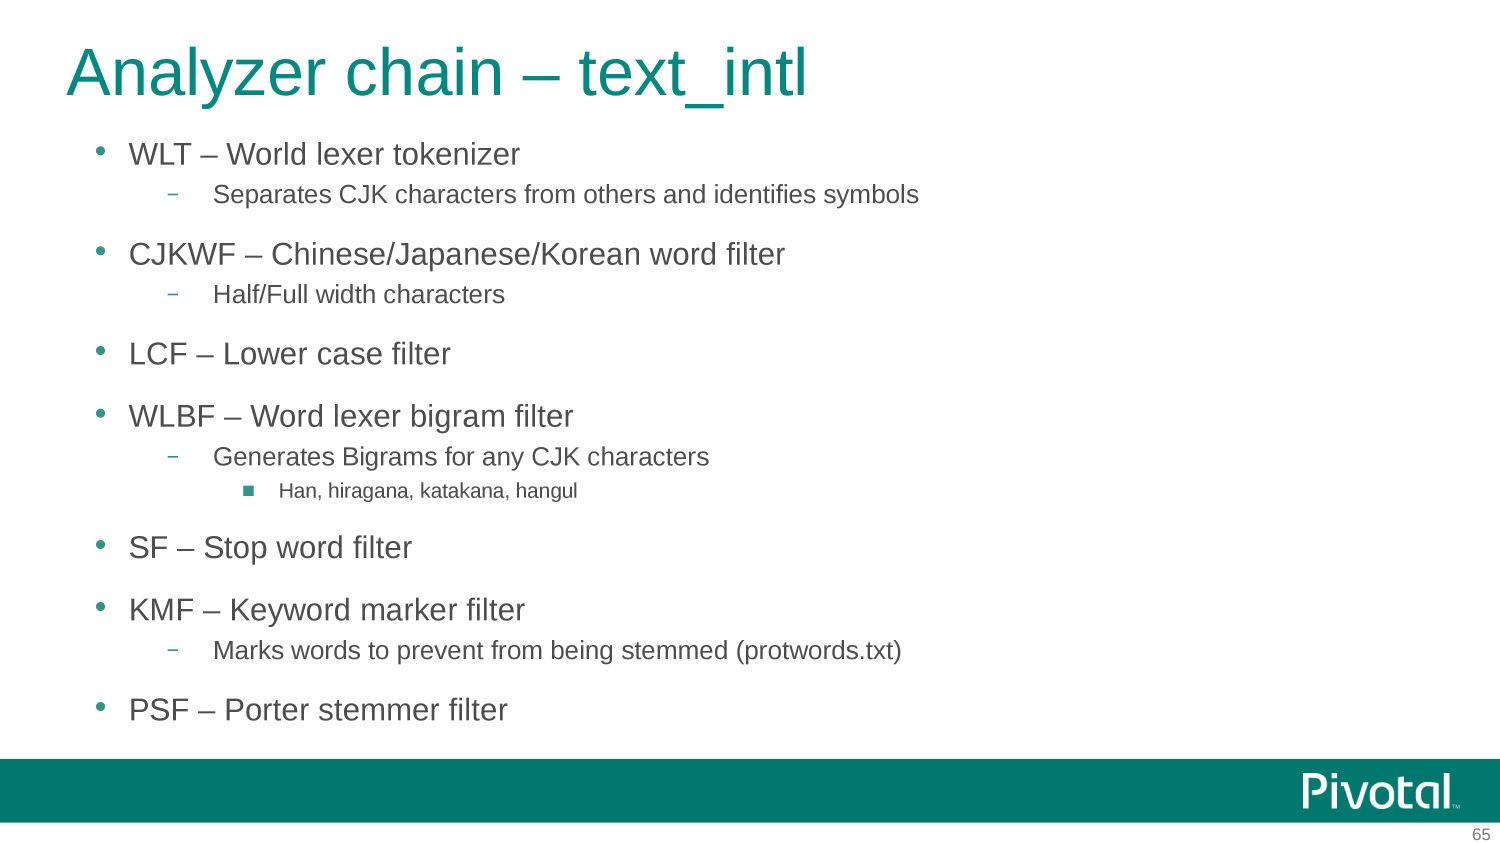 Analyzer chain – text_intl
• WLT – World lexer tokenizer
– Separates CJK characters from others and identifies symbols
• CJKWF – Chinese/Japanese/Korean word filter
– Half/Full width characters
• LCF – Lower case filter
• WLBF – Word lexer bigram filter
– Generates Bigrams for any CJK characters
■ Han, hiragana, katakana, hangul
• SF – Stop word filter
• KMF – Keyword marker filter
– Marks words to prevent from being stemmed (protwords.txt)
• PSF – Porter stemmer filter
Pivotal™
65